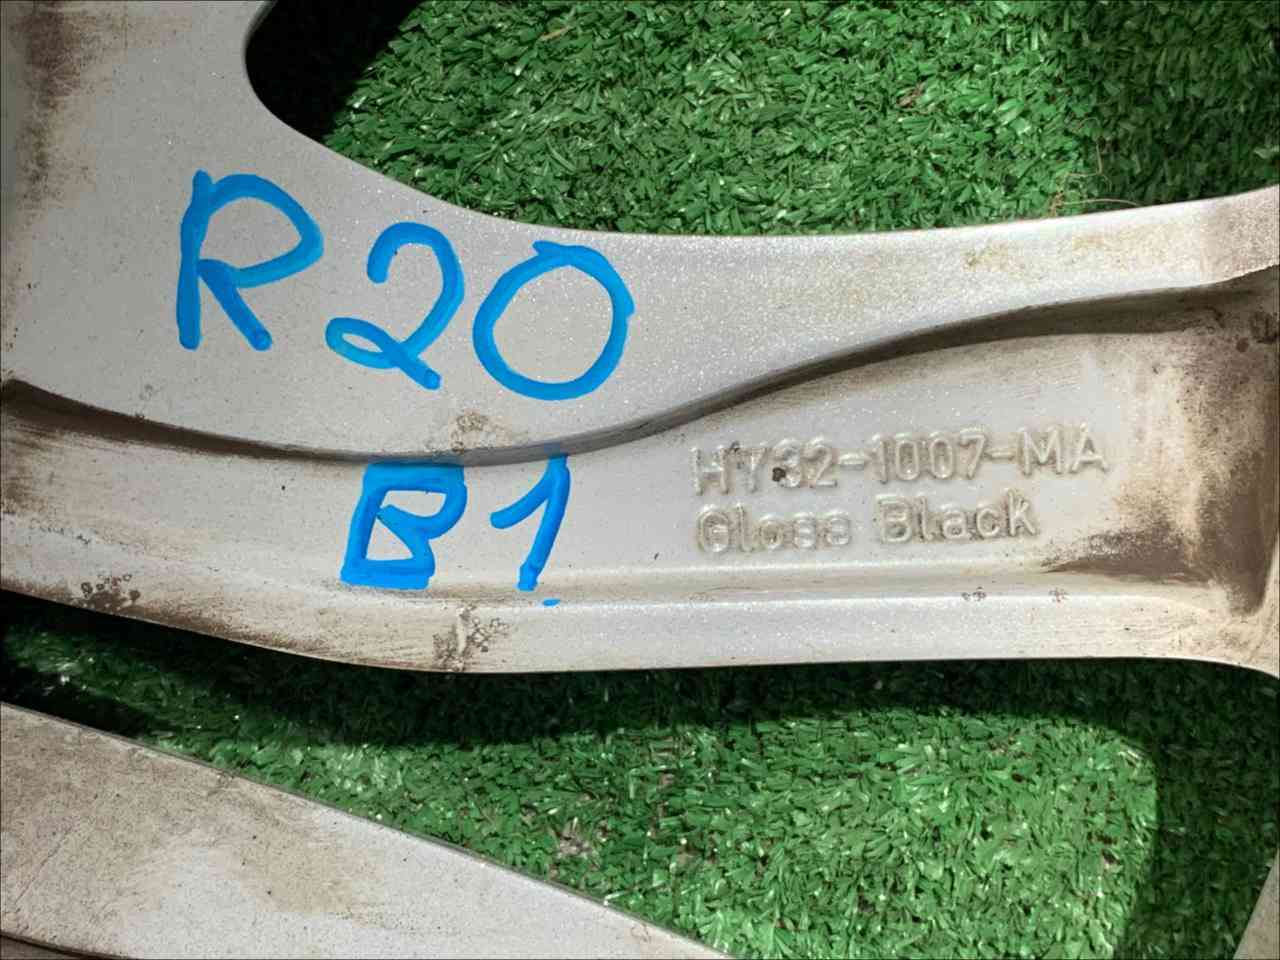 R20
B1
HY32-1007-MA
Gloss Black